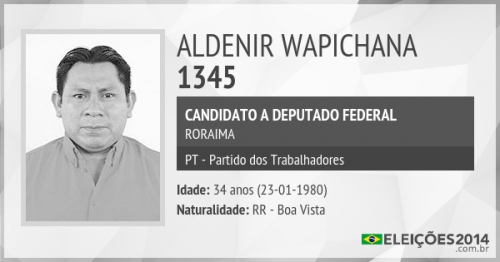 ALDENIR WAPICHANA
1345
CANDIDATO A DEPUTADO FEDERAL
RORAIMA
PT - Partido dos Trabalhadores
Idade: 34 anos (23-01-1980)
Naturalidade: RR - Boa Vista
ELEIÇÕES2014
.com.br